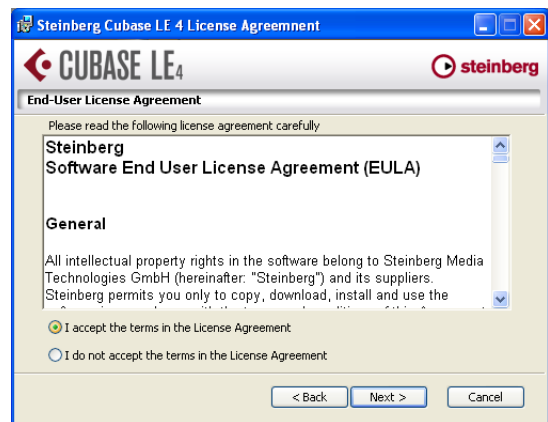 Steinberg Cubase LE 4 License Agreemnent
CUBASE LE4
steinberg
End-User License Agreement
Please read the following license agreement carefully
Steinberg
Software End User License Agreement (EULA)
General
All intellectual property rights in the software belong to Steinberg Media
Technologies GmbH (hereinafter: "Steinberg") and its suppliers.
Steinberg permits you only to copy, download, install and use the
I accept the terms in the License Agreement
I do not accept the terms in the License Agreement
< Back
Next >
Cancel